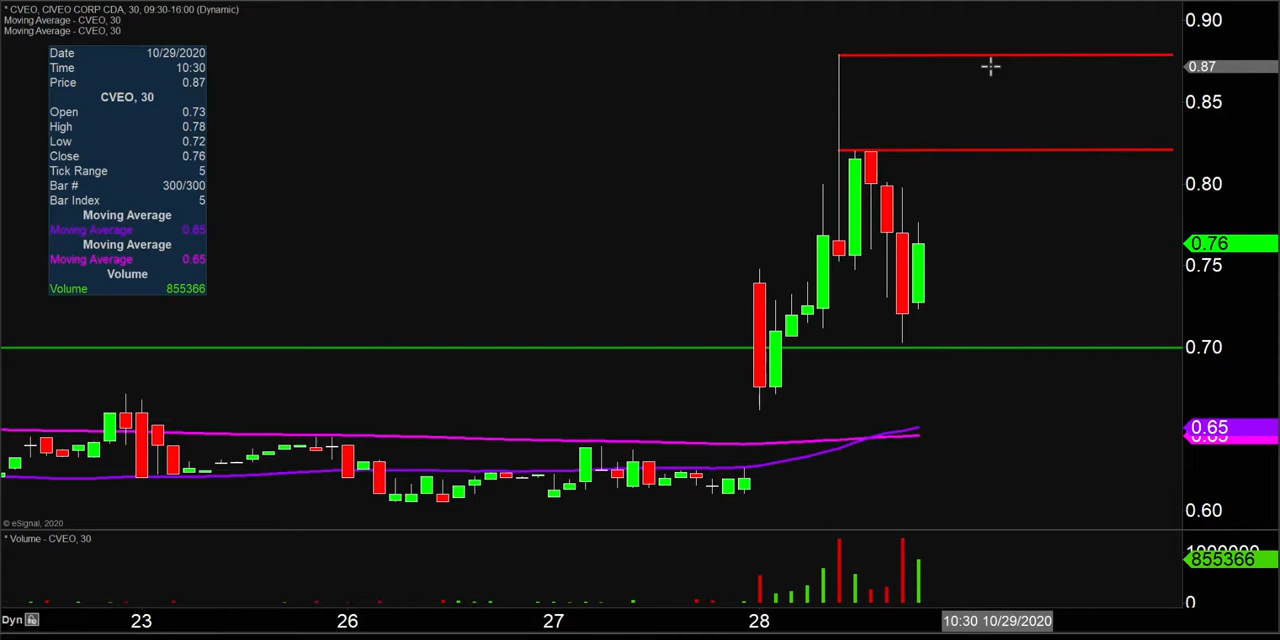 * CVEO, CIVEO CORP CDA, 30, 09:30-16:00 (Dynamic)
Moving Average - CVEO, 30
Moving Average - CVEO, 30
Date 10/29/2020
Time 10:30
Price 0.87
CVEO, 30
Open 0.73
High 0.78
Low 0.72
Close 0.76
Tick Range 5
Bar # 300/300
Bar Index 5
Moving Average
Moving Average 0.65
Moving Average
Moving Average 0.65
Volume
Volume 855366
0.90
0.87
0.85
0.80
0.76
0.75
0.70
0.65
0.65
0.60
© eSignal, 2020
* Volume - CVEO, 30
1000000
855366
0
Dyn 23 26 27 28 10:30 10/29/2020